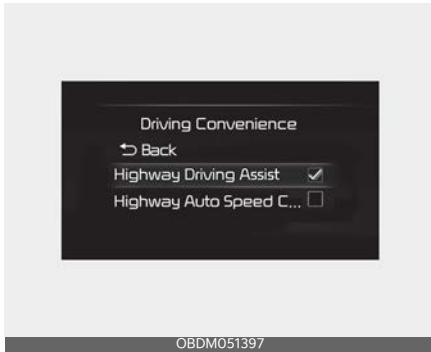 Driving Convenience
Back
Highway Driving Assist
Highway Auto Speed C...
OBDM051397